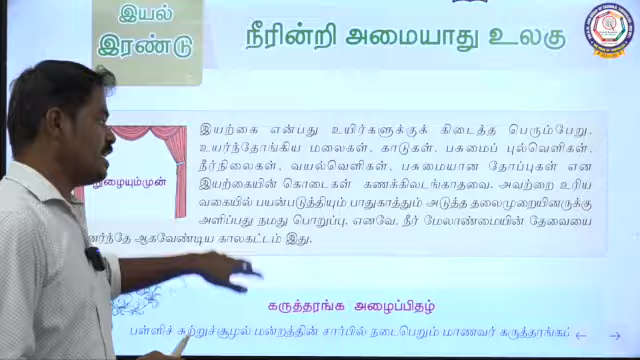 இயல்
இரண்டு
நீரின்றி அமையாது உலகு
நுழையும்முன்
இயற்கை என்பது உயிர்களுக்குக் கிடைத்த பெரும்பேறு.
உயர்ந்தோங்கிய மலைகள், காடுகள், பசுமைப் புல்வெளிகள்,
நீர்நிலைகள், வயல்வெளிகள், பசுமையான தோப்புகள் என
இயற்கையின் கொடைகள் கணக்கிலடங்காதவை. அவற்றை உரிய
வகையில் பயன்படுத்தியும் பாதுகாத்தும் அடுத்த தலைமுறையினருக்கு
அளிப்பது நமது பொறுப்பு. எனவே, நீர் மேலாண்மையின் தேவையை
னர்ந்தே ஆகவேண்டிய காலகட்டம் இது.
கருத்தரங்க அழைப்பிதழ்
பள்ளிச் சுற்றுச்சூழல் மன்றத்தின் சார்பில் நடைபெறும் மாணவர் கருத்தரங்கப்